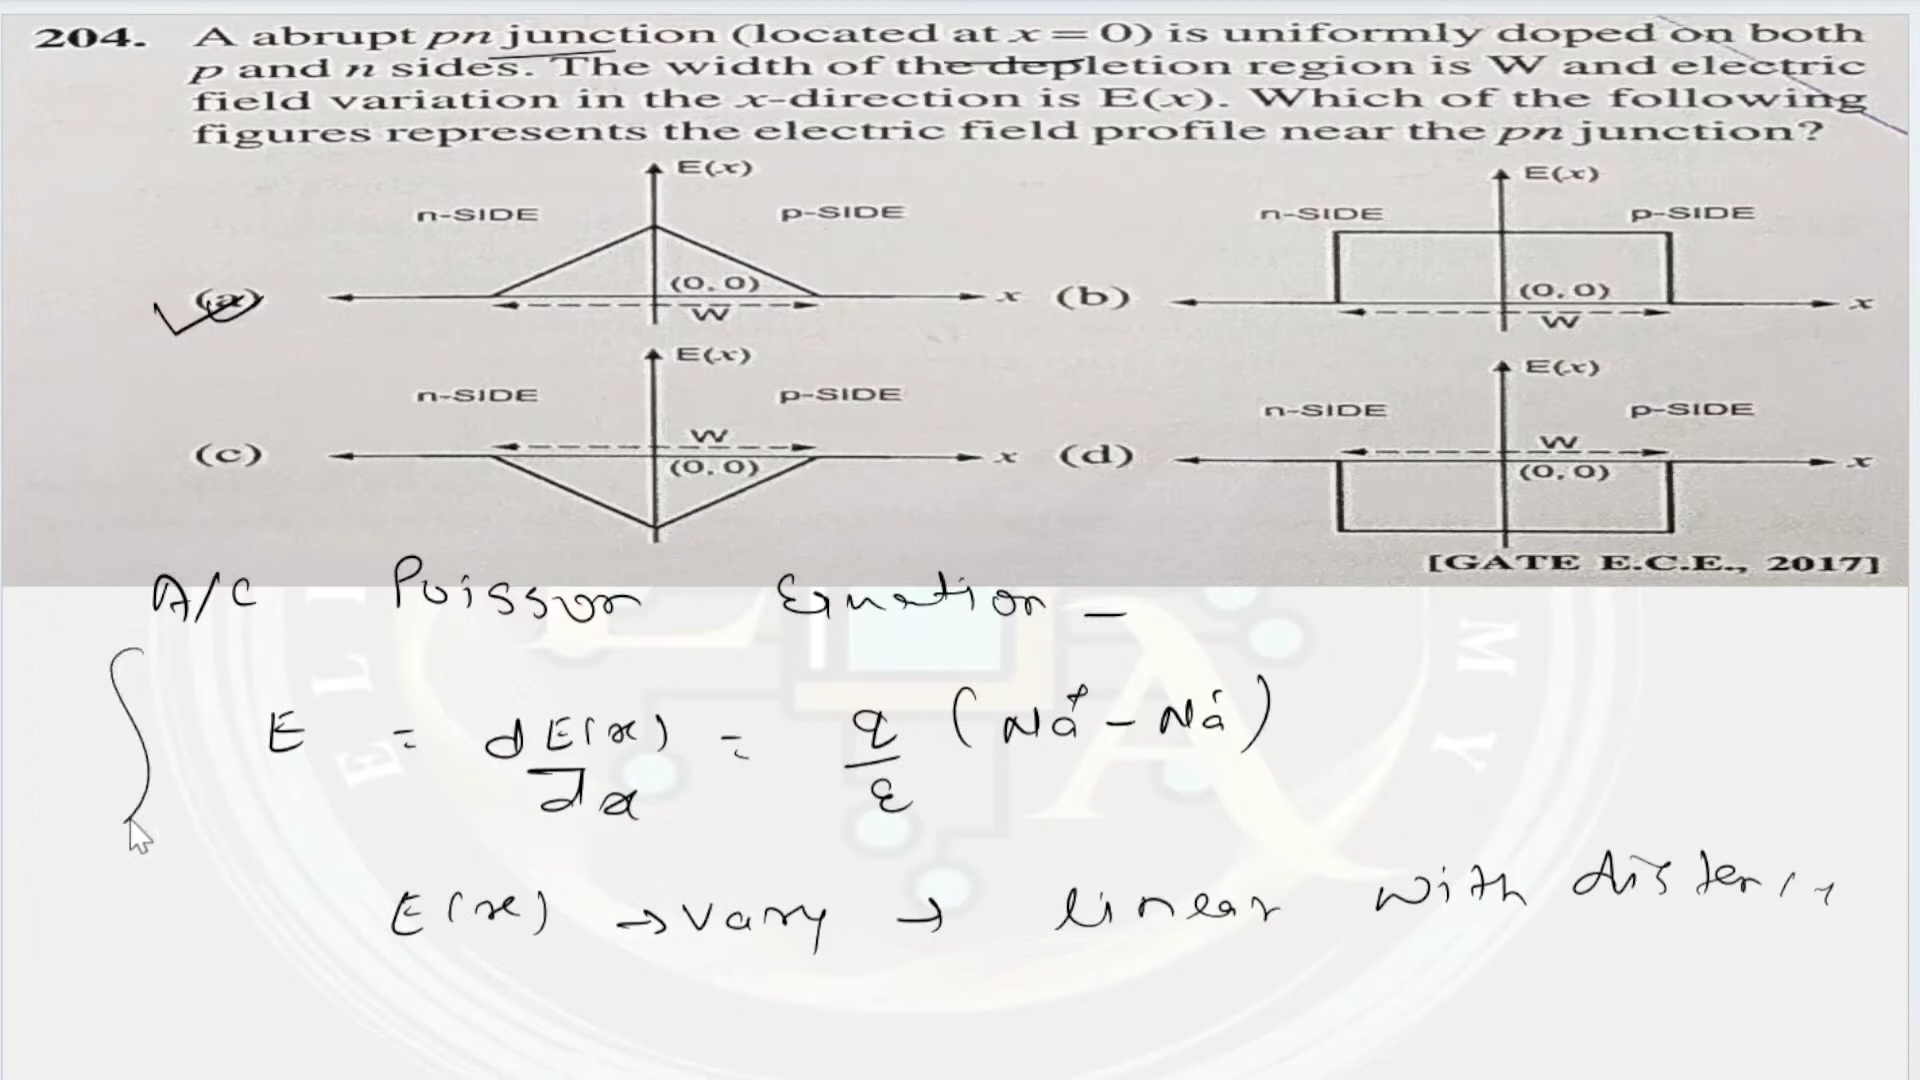 204. A abrupt pn junction (located at x = 0) is uniformly doped on both
p and n sides. The width of the depletion region is W and electric
field variation in the x-direction is E(x). Which of the following
figures represents the electric field profile near the pn junction?
E(x)
n-SIDE p-SIDE
(a) (0, 0) x
W
E(x)
n-SIDE p-SIDE
(b) (0, 0) x
W
E(x)
n-SIDE p-SIDE
W
(c) (0, 0) x
E(x)
n-SIDE p-SIDE
W
(d) (0, 0) x
[GATE E.C.E., 2017]
A/C Poisson Equation –
∫ E = dE(x)/dx = q/ε (Nd⁺ – Na⁻)
E(x) → vary → linear with